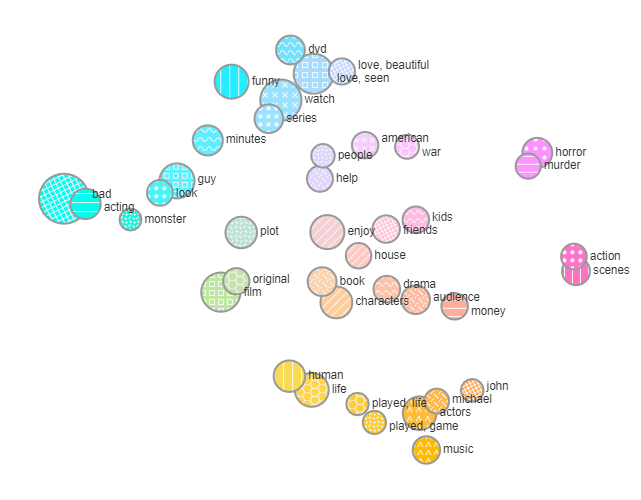 dvd
love, beautiful
love, seen
funny
watch
series
minutes
american
people
war
horror
murder
guy
help
look
bad
acting
monster
kids
plot
enjoy
friends
house
action
scenes
original
film
book
drama
characters
audience
money
human
life
john
played, life
michael
actors
played, game
music